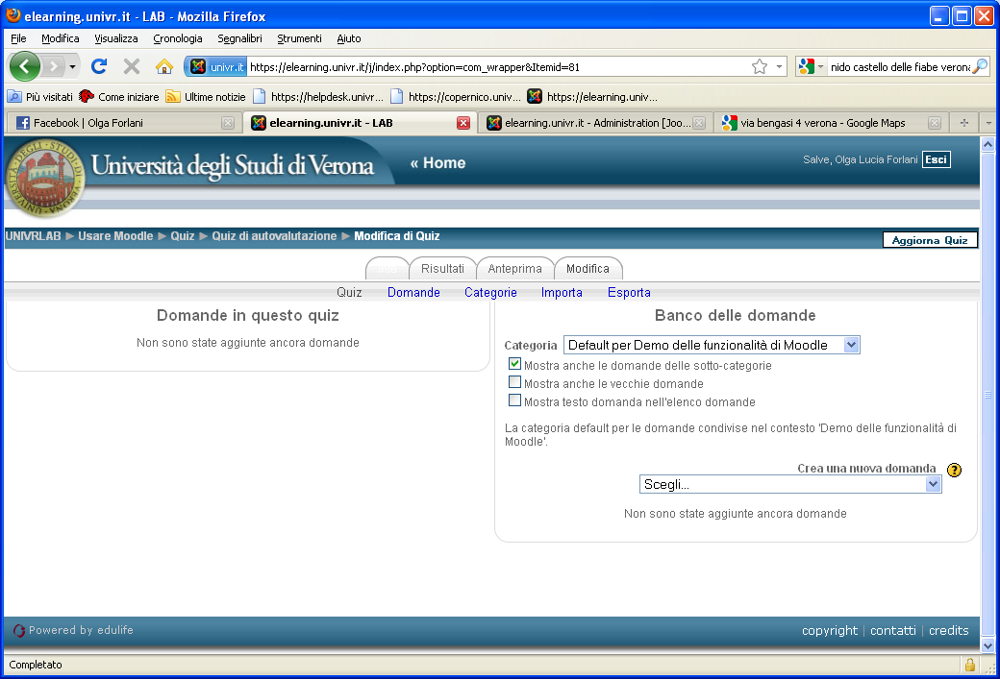 elearning.univr.it - LAB - Mozilla Firefox
File Modifica Visualizza Cronologia Segnalibri Strumenti Aiuto
univr.it https://elearning.univr.it/j/index.php?option=com_wrapper&Itemid=81 nido castello delle fiabe verona
Più visitati Come iniziare Ultime notizie https://helpdesk.univr... https://copernico.univ... https://elearning.univ...
Facebook | Olga Forlani elearning.univr.it - LAB elearning.univr.it - Administration [Joo... via bengasi 4 verona - Google Maps
Università degli Studi di Verona « Home Salve, Olga Lucia Forlani Esci
UNIVRLAB ► Usare Moodle ► Quiz ► Quiz di autovalutazione ► Modifica di Quiz Aggiorna Quiz
Risultati Anteprima Modifica
Quiz Domande Categorie Importa Esporta
Domande in questo quiz
Non sono state aggiunte ancora domande
Banco delle domande
Categoria Default per Demo delle funzionalità di Moodle
Mostra anche le domande delle sotto-categorie
Mostra anche le vecchie domande
Mostra testo domanda nell'elenco domande
La categoria default per le domande condivise nel contesto 'Demo delle funzionalità di
Moodle'.
Crea una nuova domanda ?
Scegli...
Non sono state aggiunte ancora domande
Powered by edulife copyright | contatti | credits
Completato